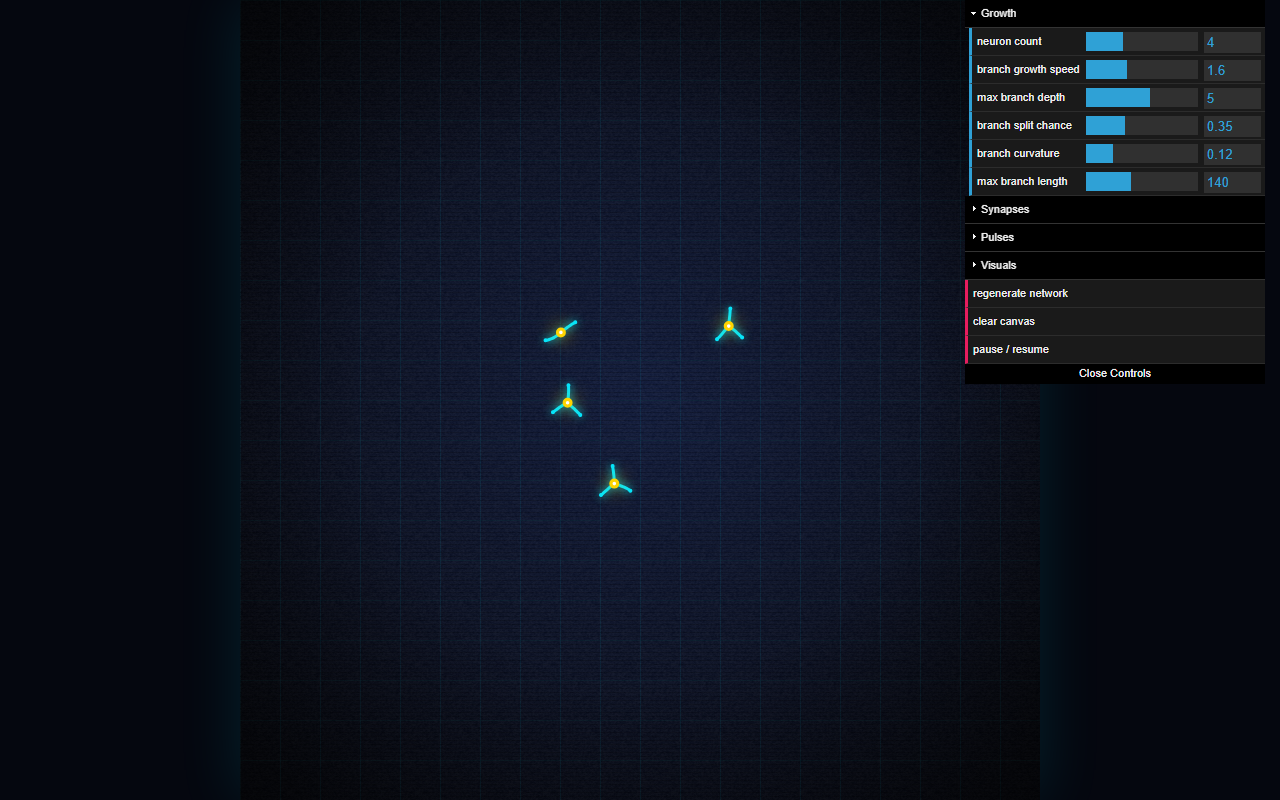 Growth
neuron count 4
branch growth speed 1.6
max branch depth 5
branch split chance 0.35
branch curvature 0.12
max branch length 140
Synapses
Pulses
Visuals
regenerate network
clear canvas
pause / resume
Close Controls